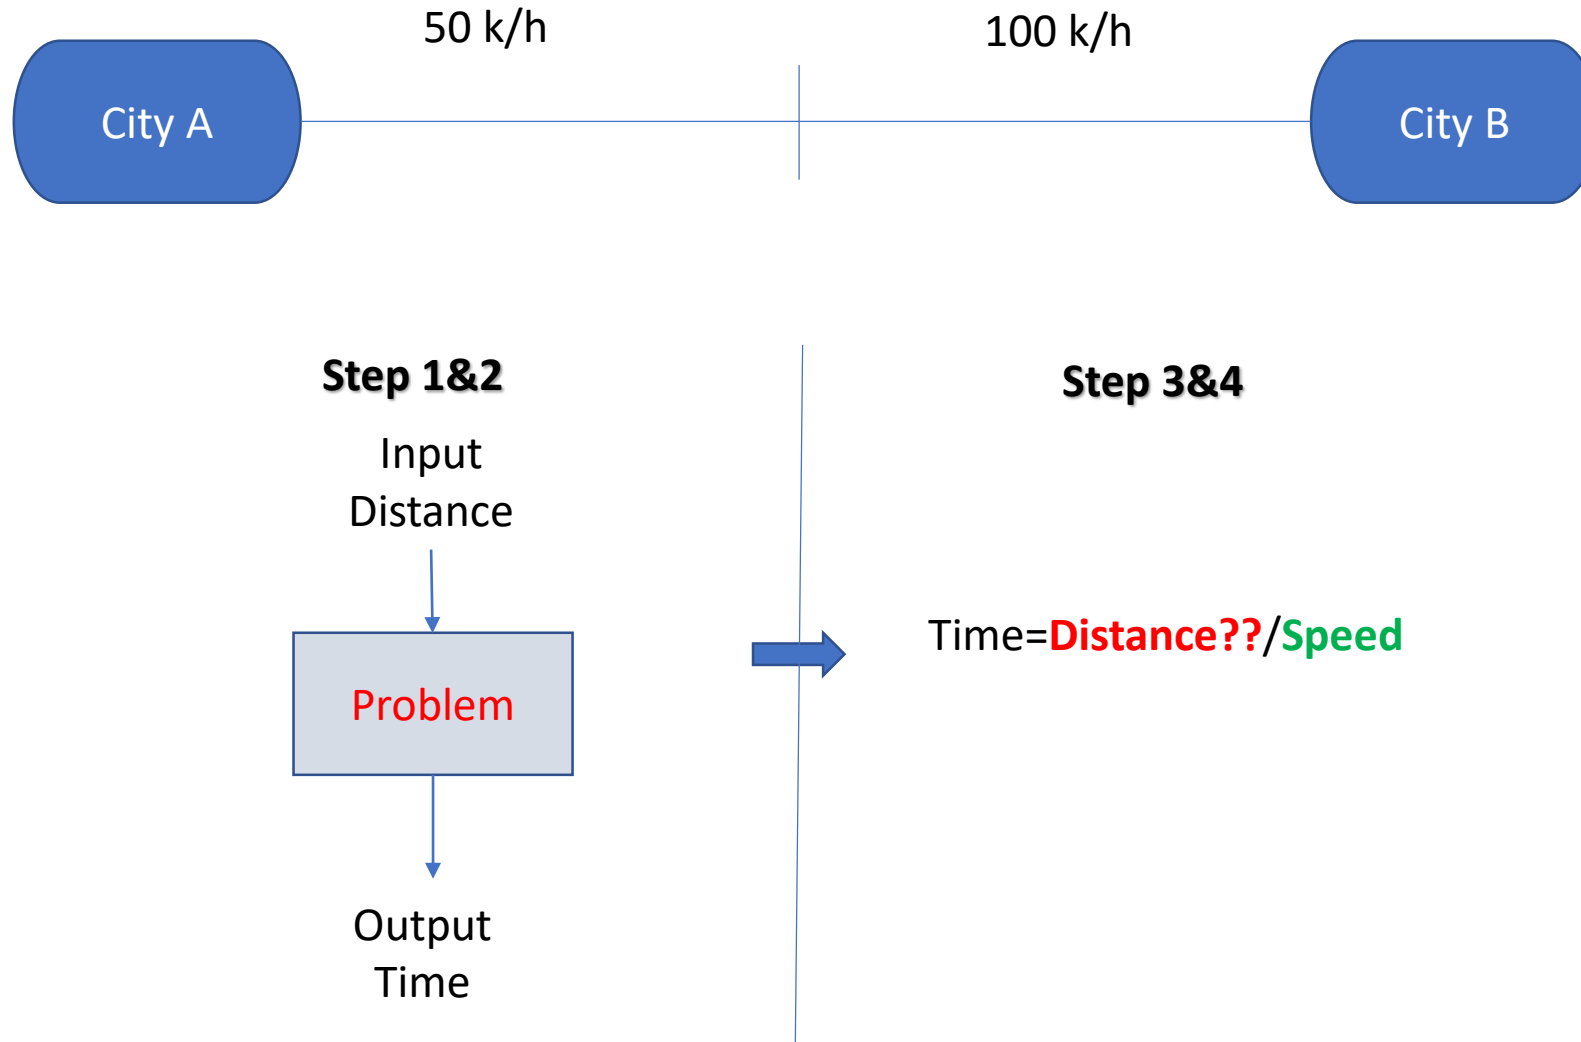 50 k/h
100 k/h
City A
City B
Step 1&2
Step 3&4
Input
Distance
Time=Distance??/Speed
Problem
Output
Time